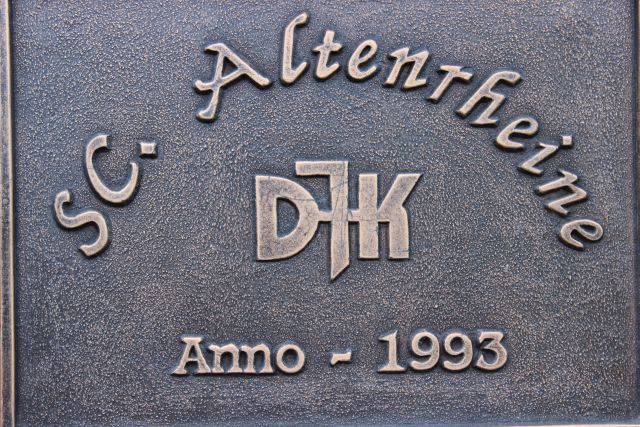 SC. Altenrheine
DJK
Anno - 1993